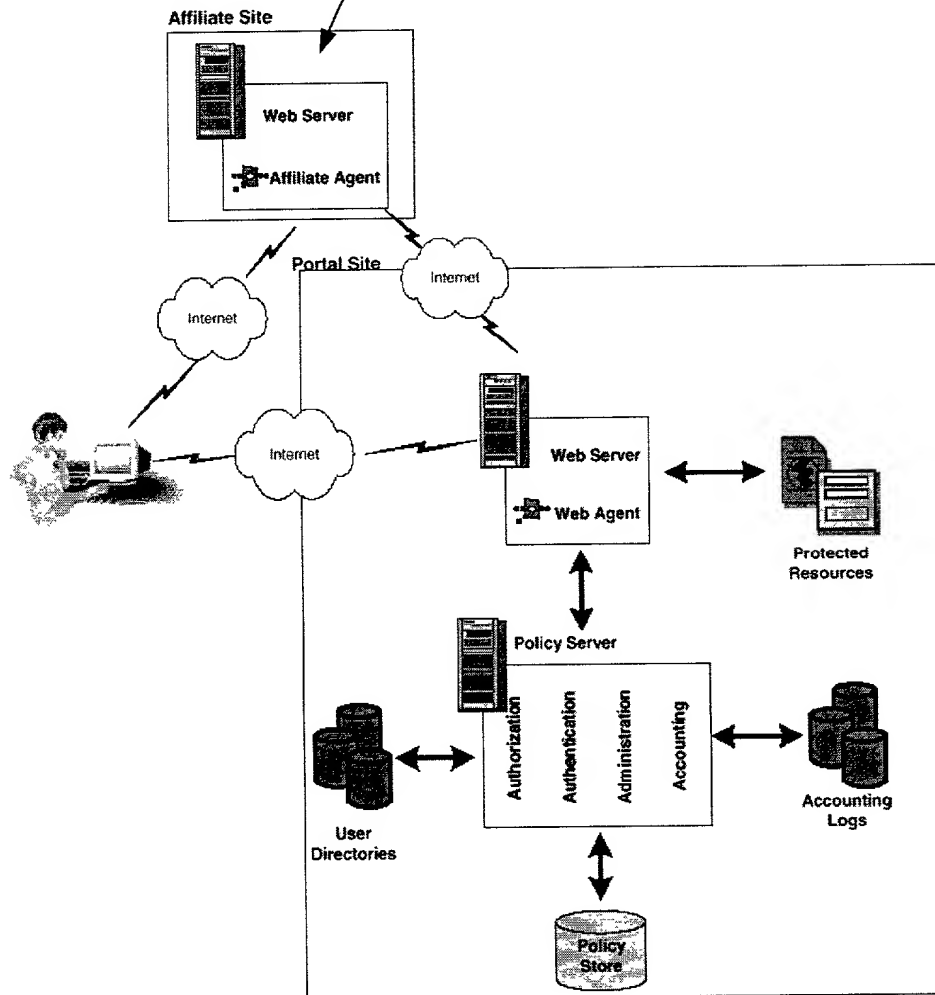 Affiliate Site
Web Server
Affiliate Agent
Portal Site
Internet
Internet
Internet
Web Server
Web Agent
Protected
Resources
Policy Server
Authorization
Authentication
Administration
Accounting
User
Directories
Accounting
Logs
Policy
Store